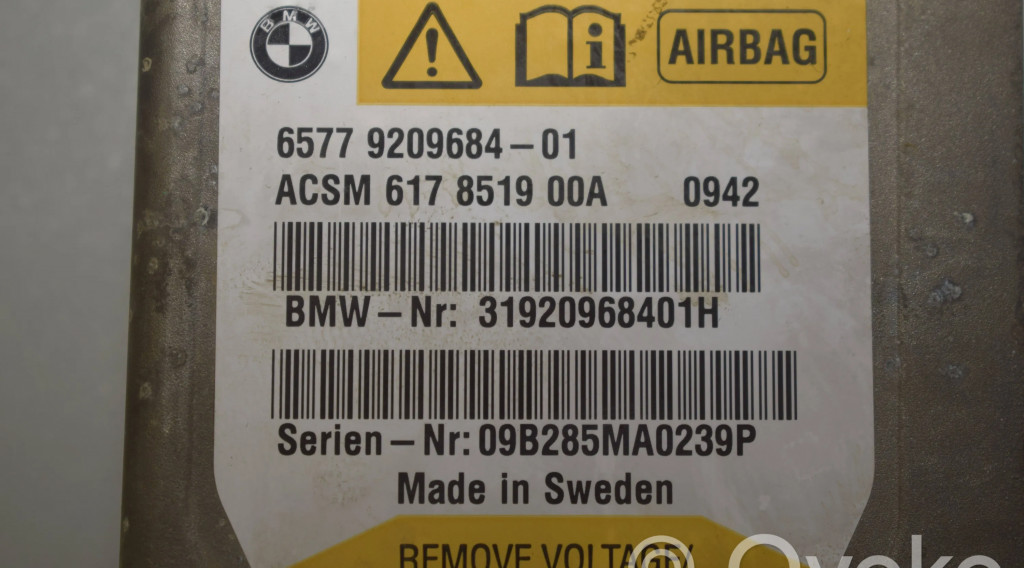 BMW
AIRBAG
6577 9209684-01
ACSM 617 8519 00A 0942
BMW-Nr: 31920968401H
Serien-Nr: 09B285MA0239P
Made in Sweden
REMOVE VOLTAGE
© Ovoko